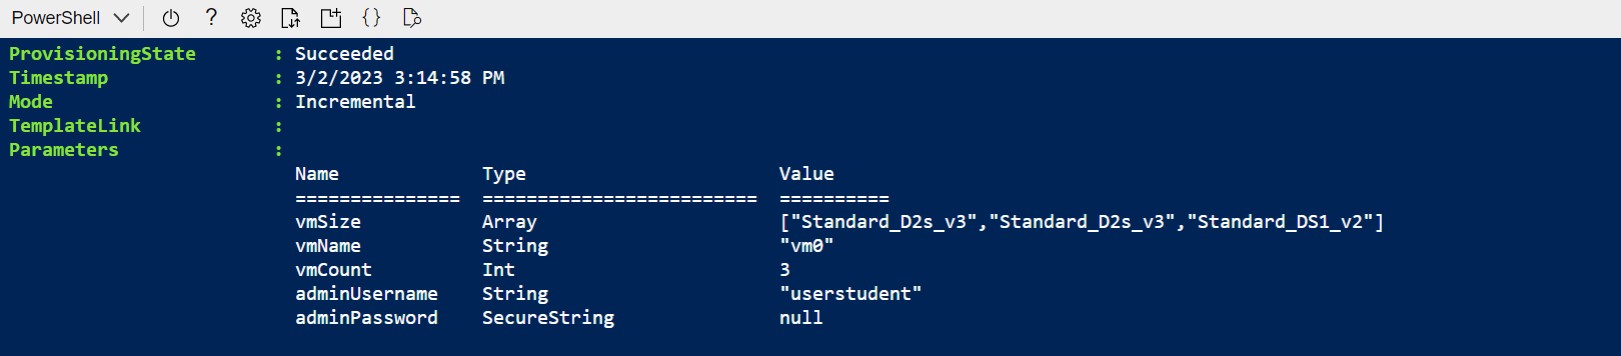 PowerShell ?  {}
ProvisioningState : Succeeded
Timestamp : 3/2/2023 3:14:58 PM
Mode : Incremental
TemplateLink :
Parameters :
Name Type Value
=============== ========================= ==========
vmSize Array ["Standard_D2s_v3","Standard_D2s_v3","Standard_DS1_v2"]
vmName String "vm0"
vmCount Int 3
adminUsername String "userstudent"
adminPassword SecureString null